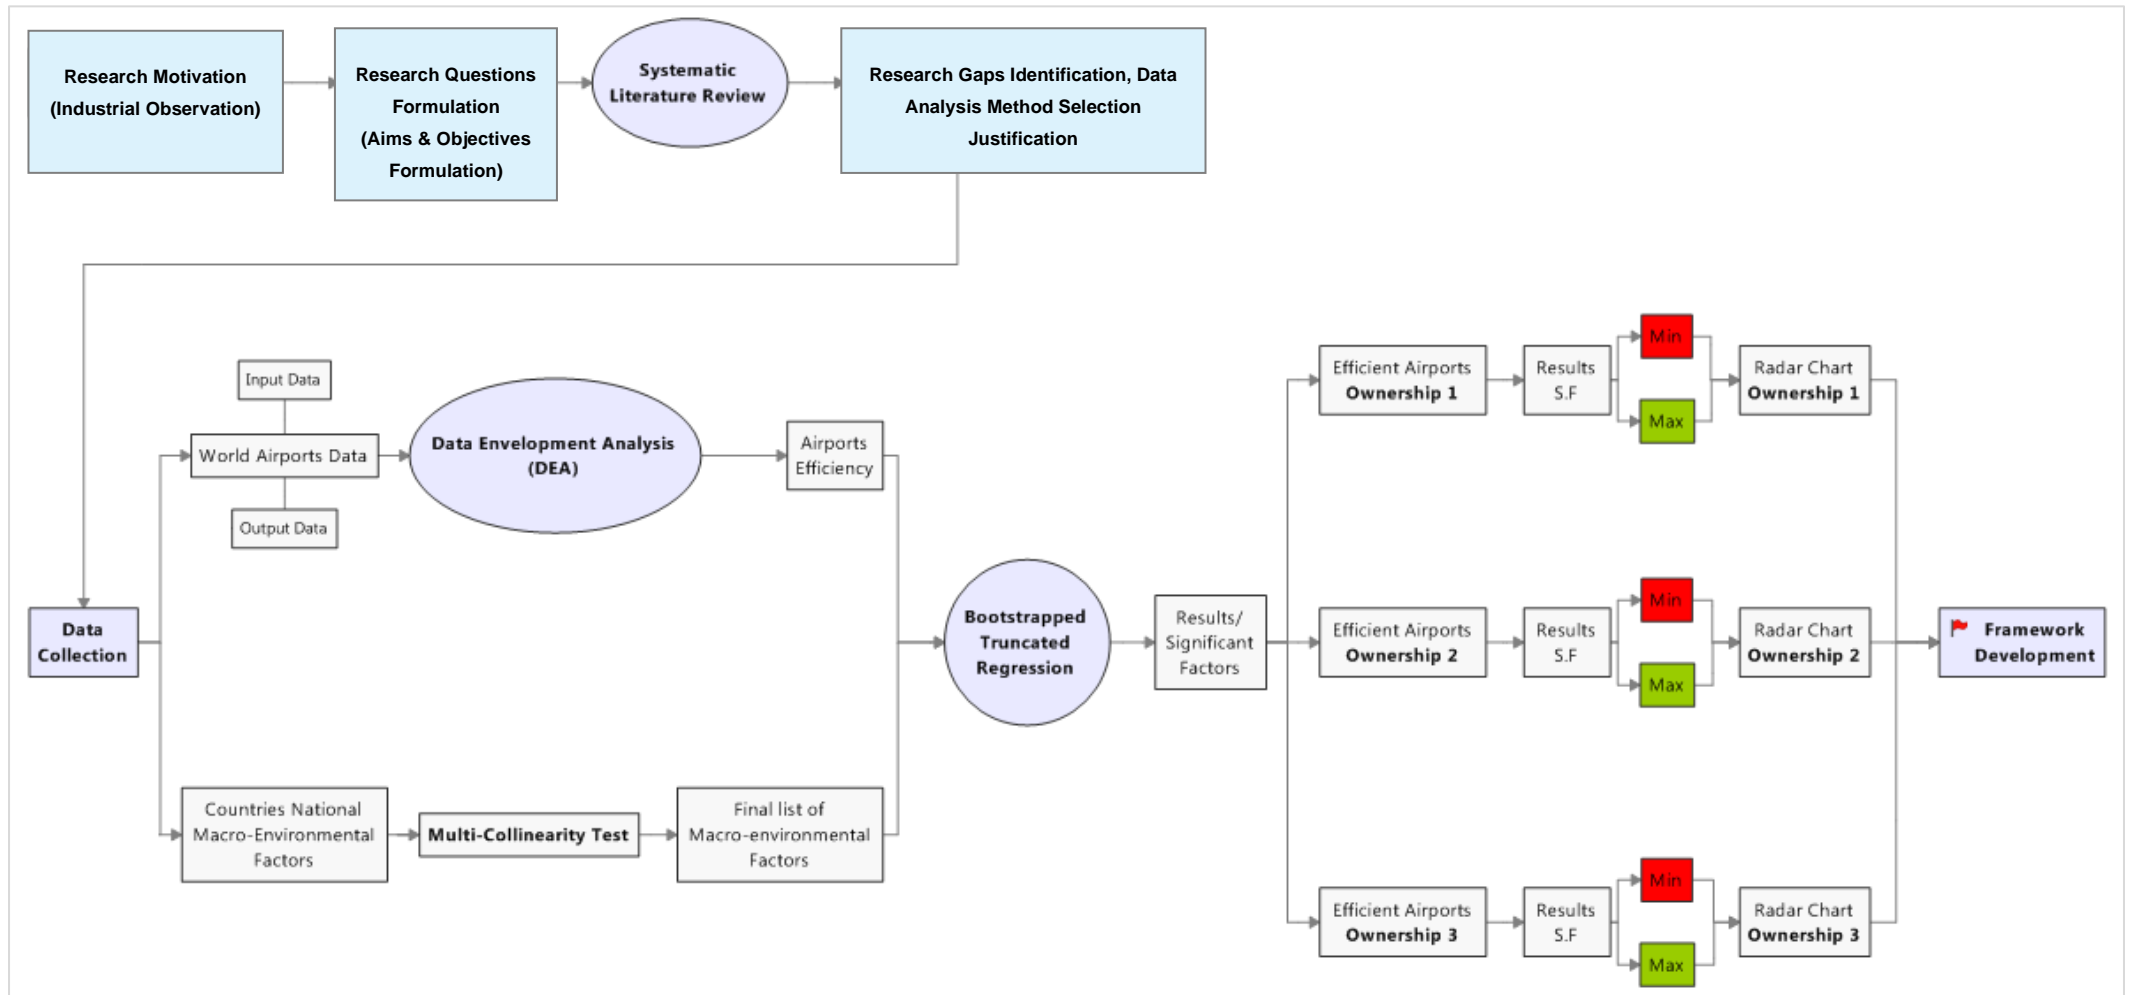 Research Motivation
(Industrial Observation)
Research Questions
Formulation
(Aims & Objectives
Formulation)
Systematic
Literature Review
Research Gaps Identification, Data
Analysis Method Selection
Justification
Input Data
World Airports Data
Output Data
Data Envelopment Analysis
(DEA)
Airports
Efficiency
Data
Collection
Countries National
Macro-Environmental
Factors
Multi-Collinearity Test
Final list of
Macro-environmental
Factors
Bootstrapped
Truncated
Regression
Results/
Significant
Factors
Efficient Airports
Ownership 1
Results
S.F
Min
Max
Radar Chart
Ownership 1
Efficient Airports
Ownership 2
Results
S.F
Min
Max
Radar Chart
Ownership 2
Efficient Airports
Ownership 3
Results
S.F
Min
Max
Radar Chart
Ownership 3
Framework
Development